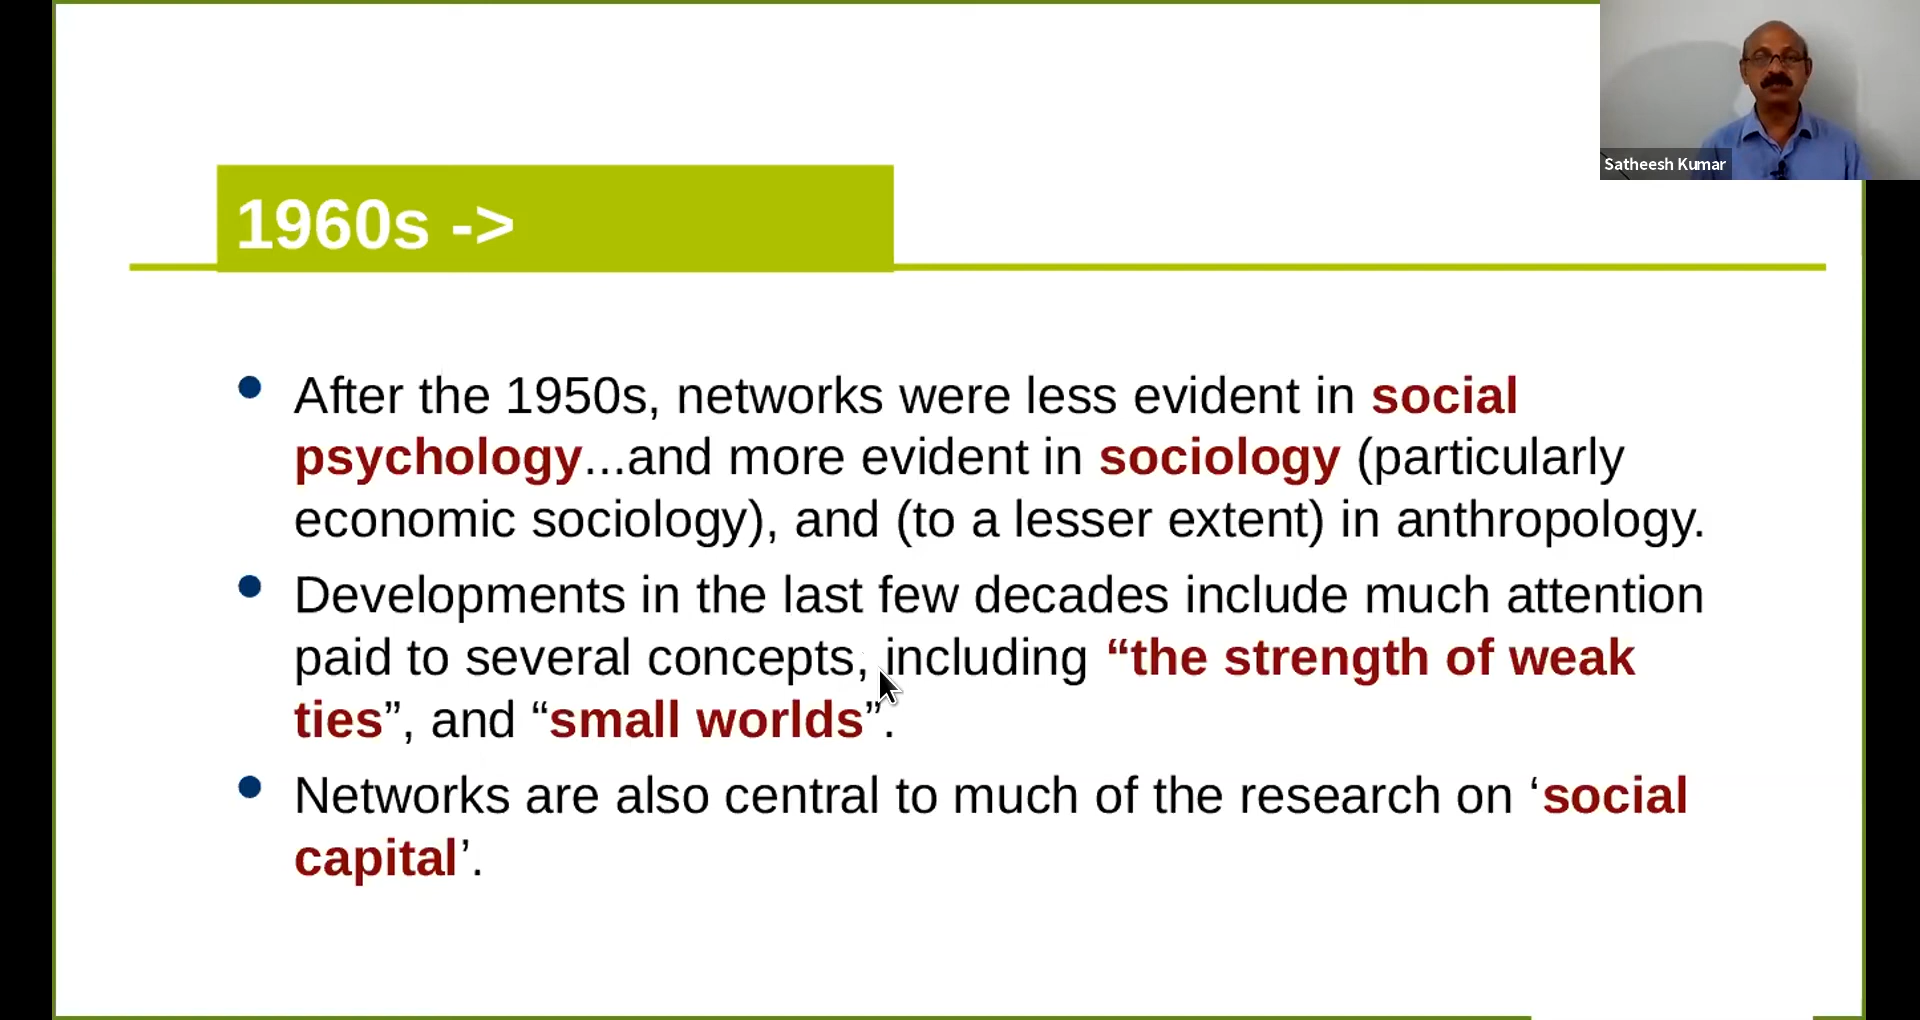 Satheesh Kumar
1960s ->
After the 1950s, networks were less evident in social
psychology...and more evident in sociology (particularly
economic sociology), and (to a lesser extent) in anthropology.
Developments in the last few decades include much attention
paid to several concepts, including “the strength of weak
ties”, and “small worlds”.
Networks are also central to much of the research on ‘social
capital’.